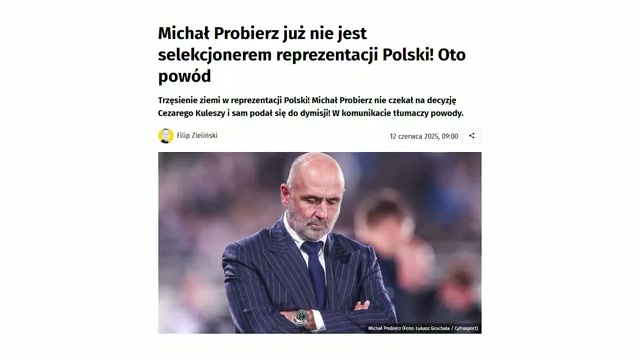 Michał Probierz już nie jest
selekcjonerem reprezentacji Polski! Oto
powód
Trzęsienie ziemi w reprezentacji Polski! Michał Probierz nie czekał na decyzję
Cezarego Kuleszy i sam podał się do dymisji! W komunikacie tłumaczy powody.
Filip Zieliński
12 czerwca 2025, 09:00
Michał Probierz (Foto: Łukasz Grochala / Cyfrasport)